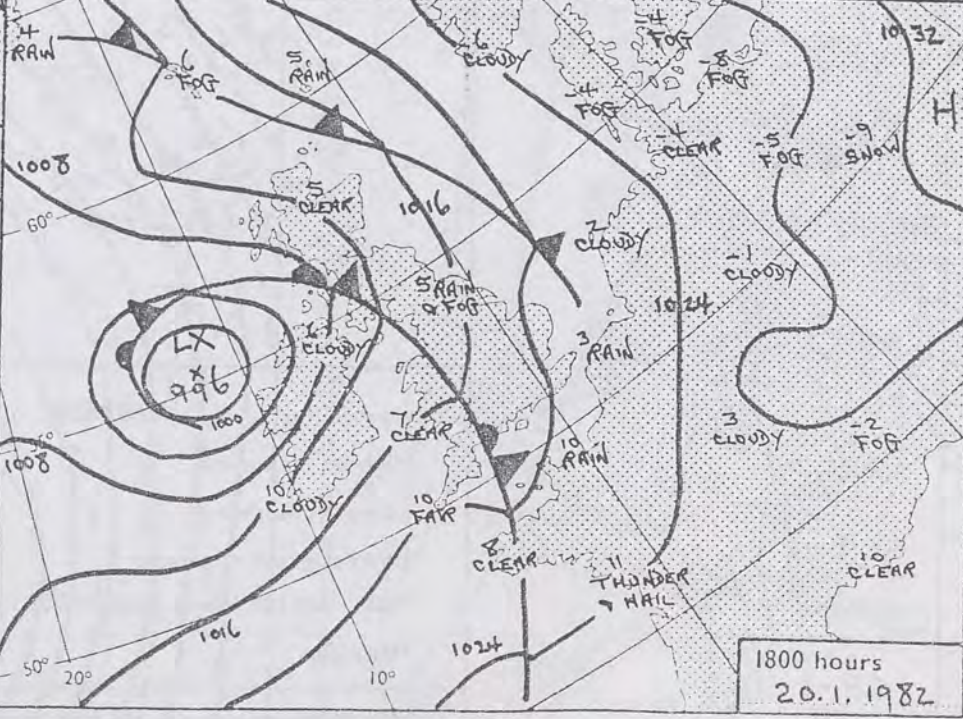 4
RAIN
6
FOG
5
RAIN
-6
CLOUDY
-4
FOG
-8
FOG
-4
FOG
10 32
H
-4
CLEAR
-5
FOG
-9
SNOW
1008
60°
5
CLEAR
1016
2
CLOUDY
-1
CLOUDY
5 RAIN
& FOG
1024
6
CLOUDY
3
RAIN
LX
x
996
1000
7
CLEAR
3
CLOUDY
-2
FOG
1008
10
RAIN
10
CLOUDY
10
FAIR
8
CLEAR
11
THUNDER
HAIL
10
CLEAR
1016
1024
50°
20°
10°
1800 hours
20.1.1982